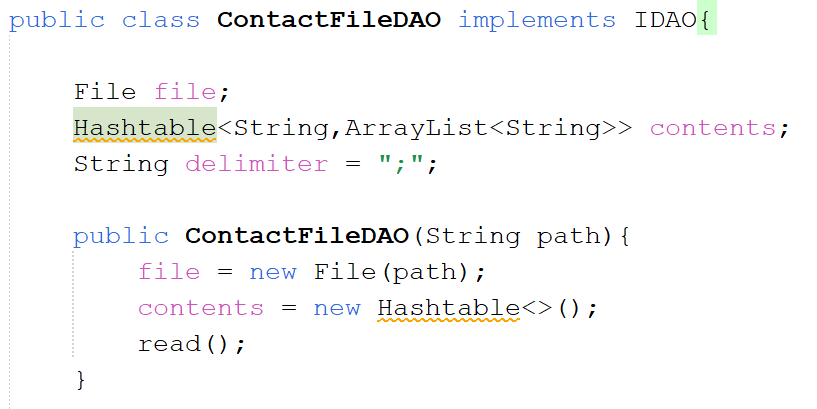 public class ContactFileDAO implements IDAO{
File file;
Hashtable<String,ArrayList<String>> contents;
String delimiter = ";";
public ContactFileDAO(String path){
file = new File(path);
contents = new Hashtable<>();
read();
}